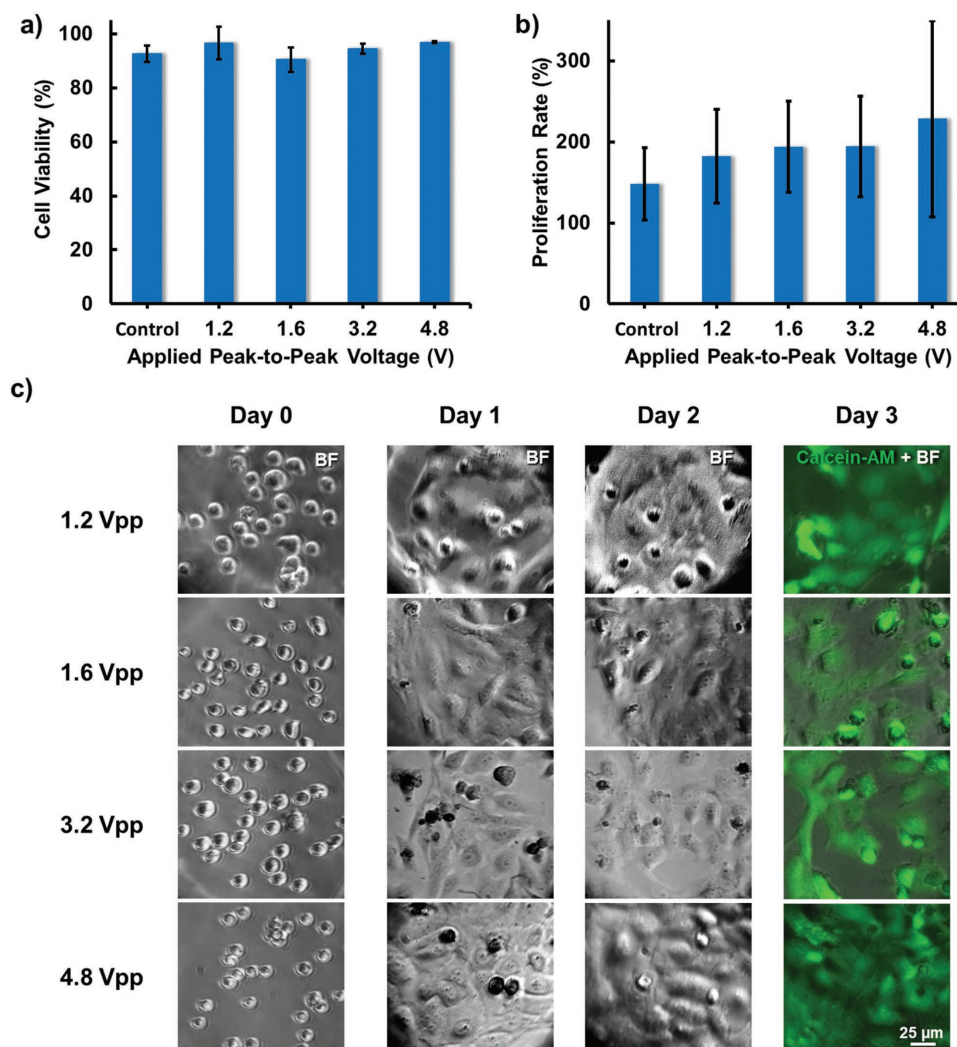 a)
Cell Viability (%)
100
80
60
40
20
0
Control 1.2 1.6 3.2 4.8
Applied Peak-to-Peak Voltage (V)
b)
Proliferation Rate (%)
300
200
100
0
Control 1.2 1.6 3.2 4.8
Applied Peak-to-Peak Voltage (V)
c)
Day 0 Day 1 Day 2 Day 3
BF BF BF Calcein-AM + BF
1.2 Vpp
1.6 Vpp
3.2 Vpp
4.8 Vpp
25 µm